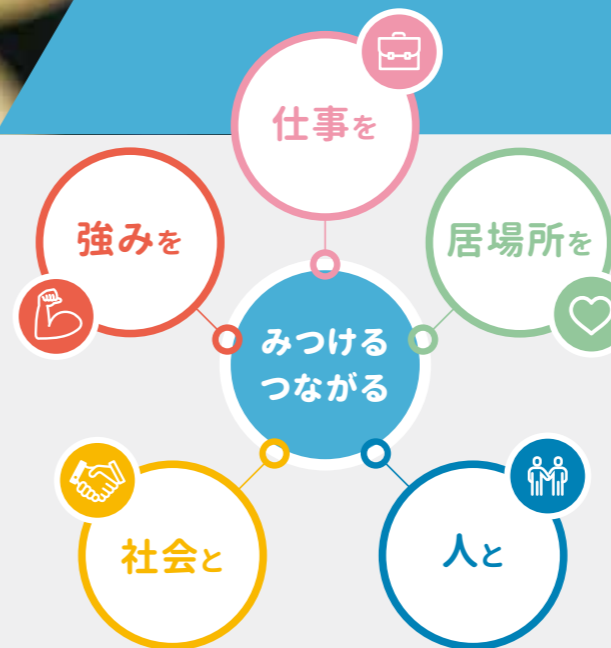 仕事を
強みを
居場所を
みつける
つながる
社会と
人と